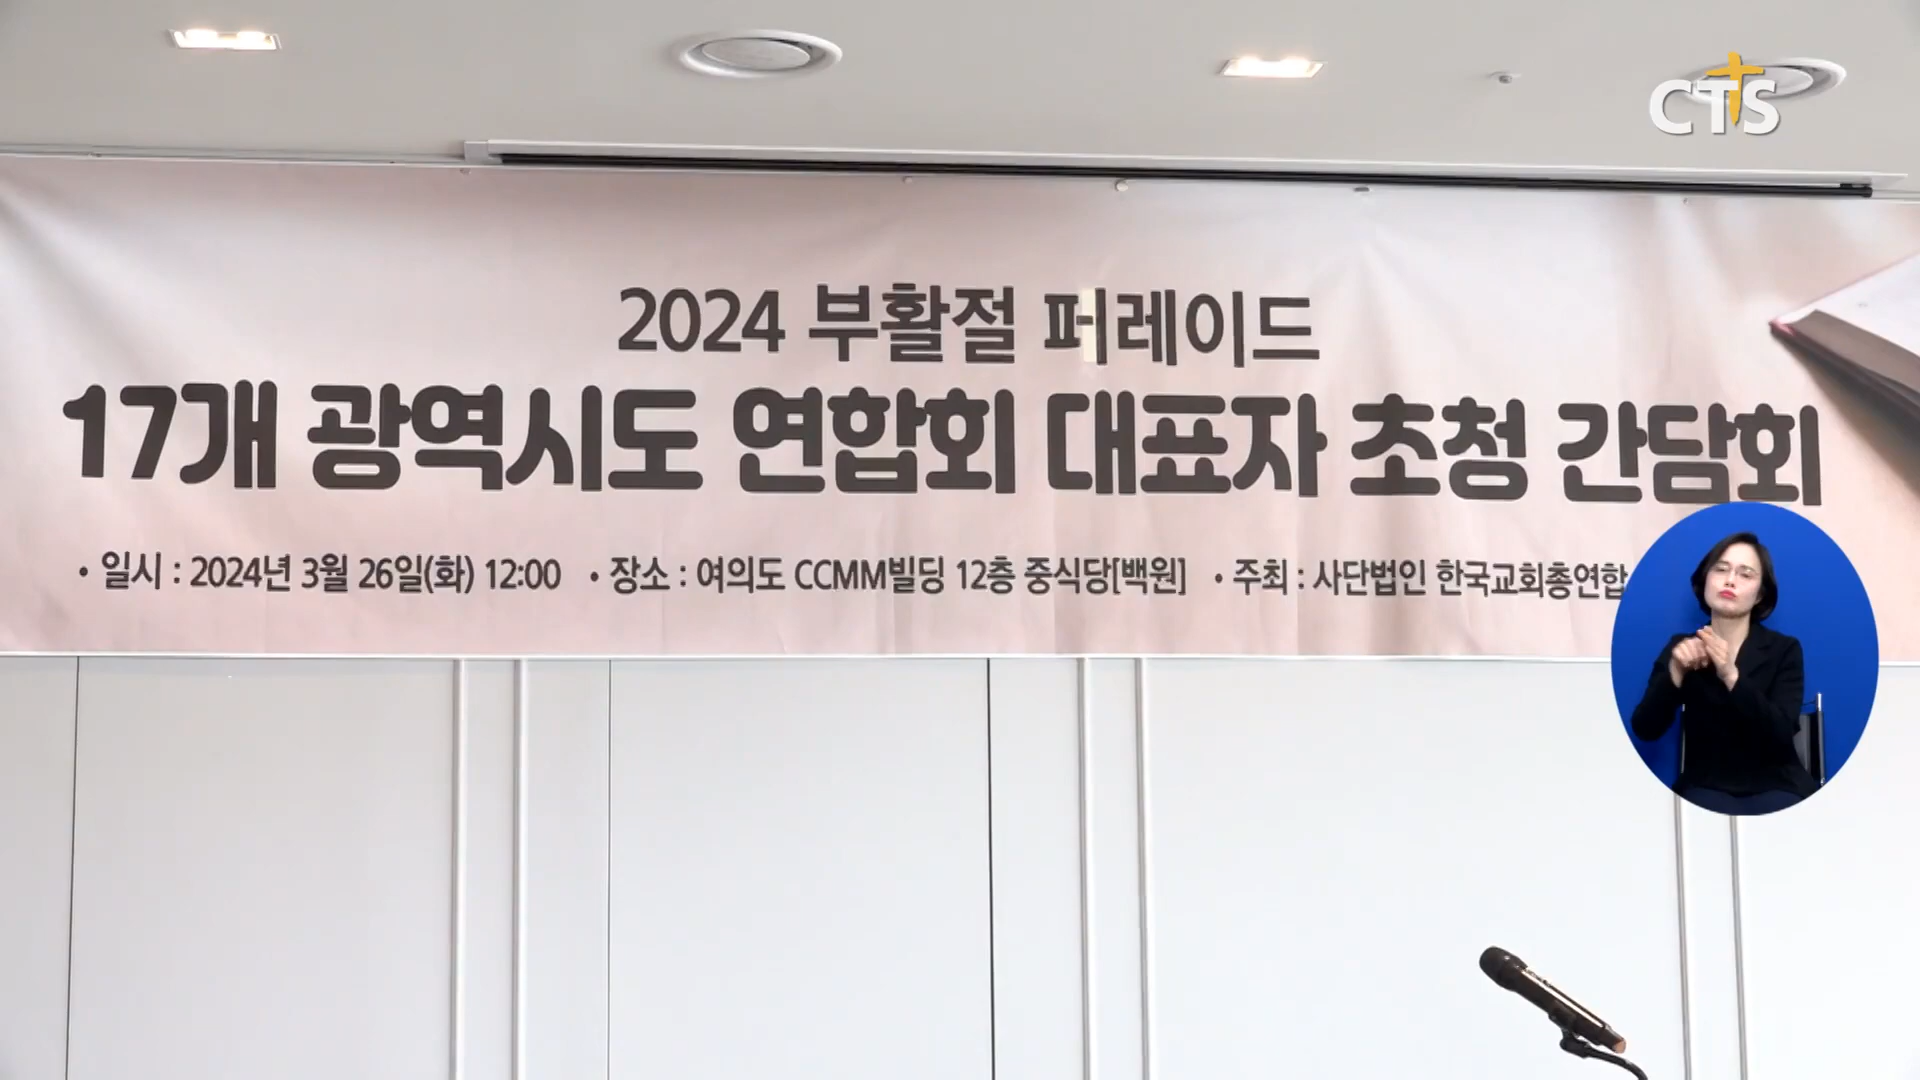 CTS
2024 부활절 퍼레이드
17개 광역시도 연합회 대표자 초청 간담회
• 일시 : 2024년 3월 26일(화) 12:00 • 장소 : 여의도 CCMM빌딩 12층 중식당[백원] • 주최 : 사단법인 한국교회총연합